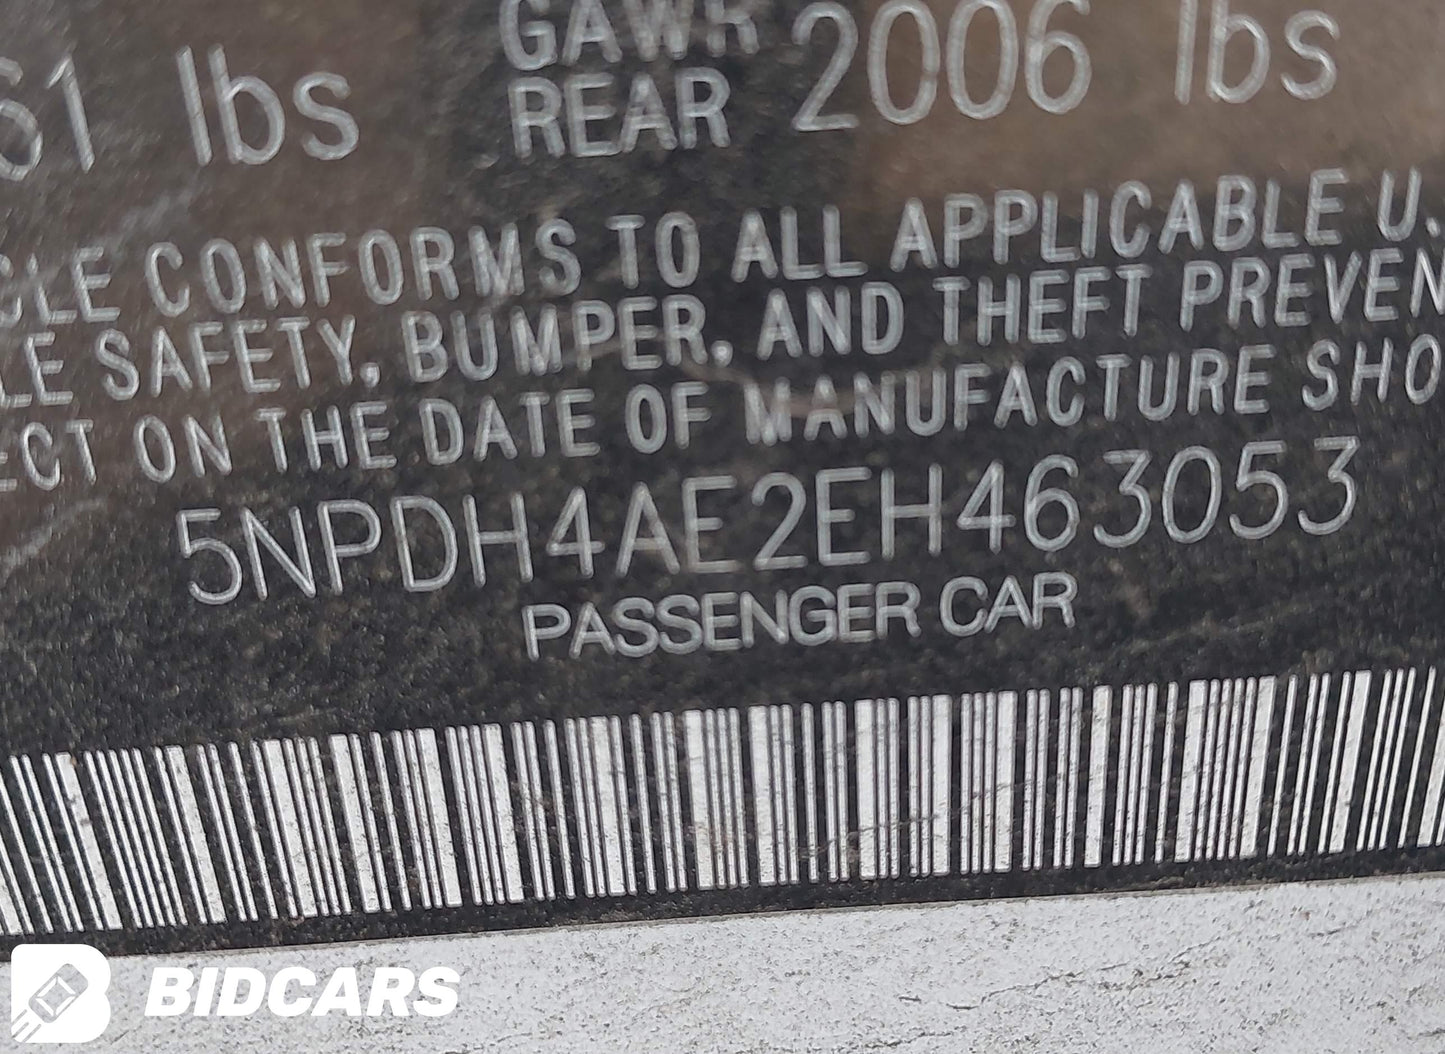 61 lbs GAWR REAR 2006 lbs
CLE CONFORMS TO ALL APPLICABLE U.
LE SAFETY, BUMPER, AND THEFT PREVEN
ECT ON THE DATE OF MANUFACTURE SHO
5NPDH4AE2EH463053
PASSENGER CAR
BIDCARS